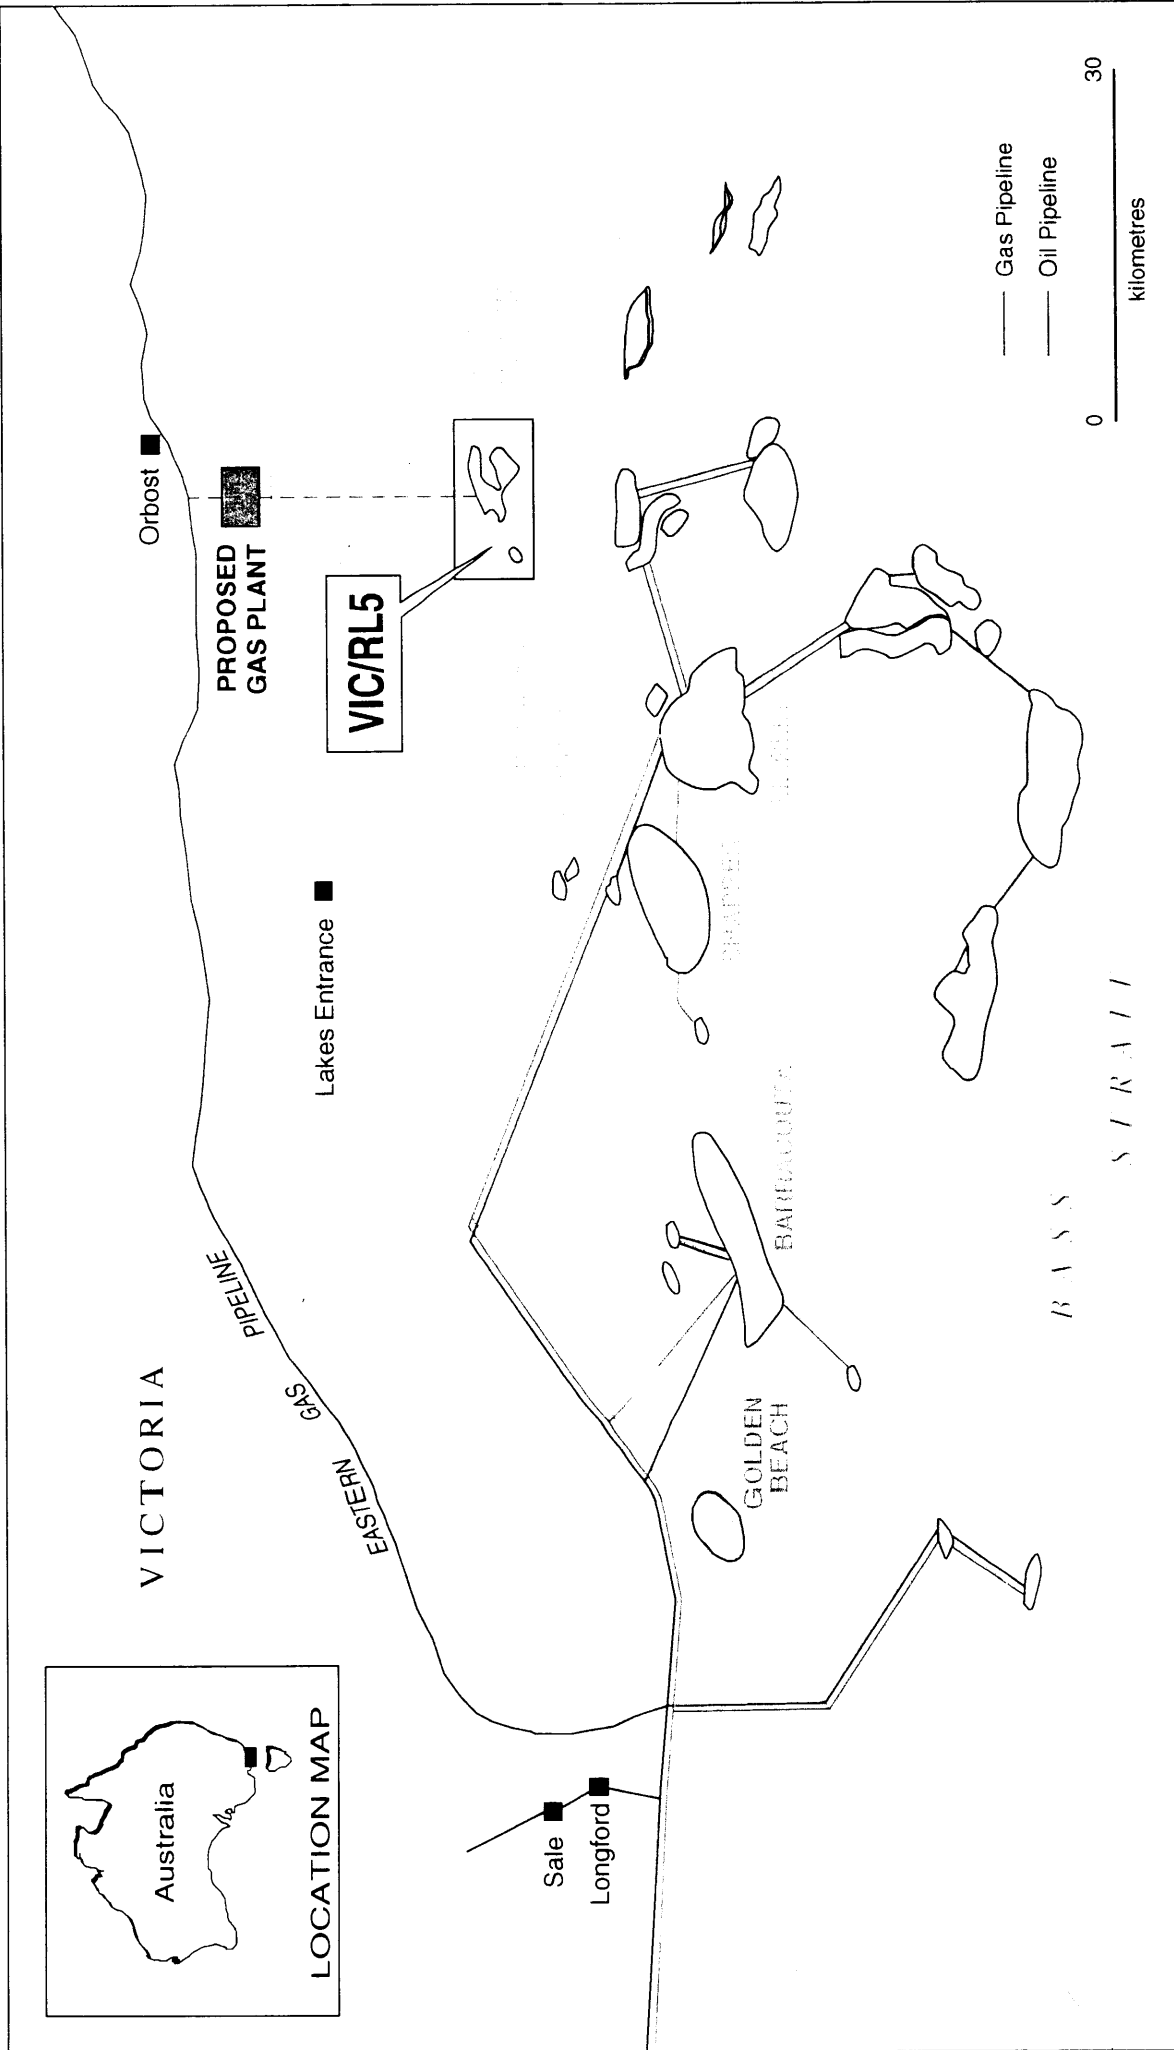 VICTORIA
Orbost
PROPOSED
GAS PLANT
VIC/RL5
Lakes Entrance
EASTERN GAS PIPELINE
Sale
Longford
GOLDEN
BEACH
BARRACOUTA
SNAPPER
BASS STRAIT
Australia
LOCATION MAP
Gas Pipeline
Oil Pipeline
0 30
kilometres